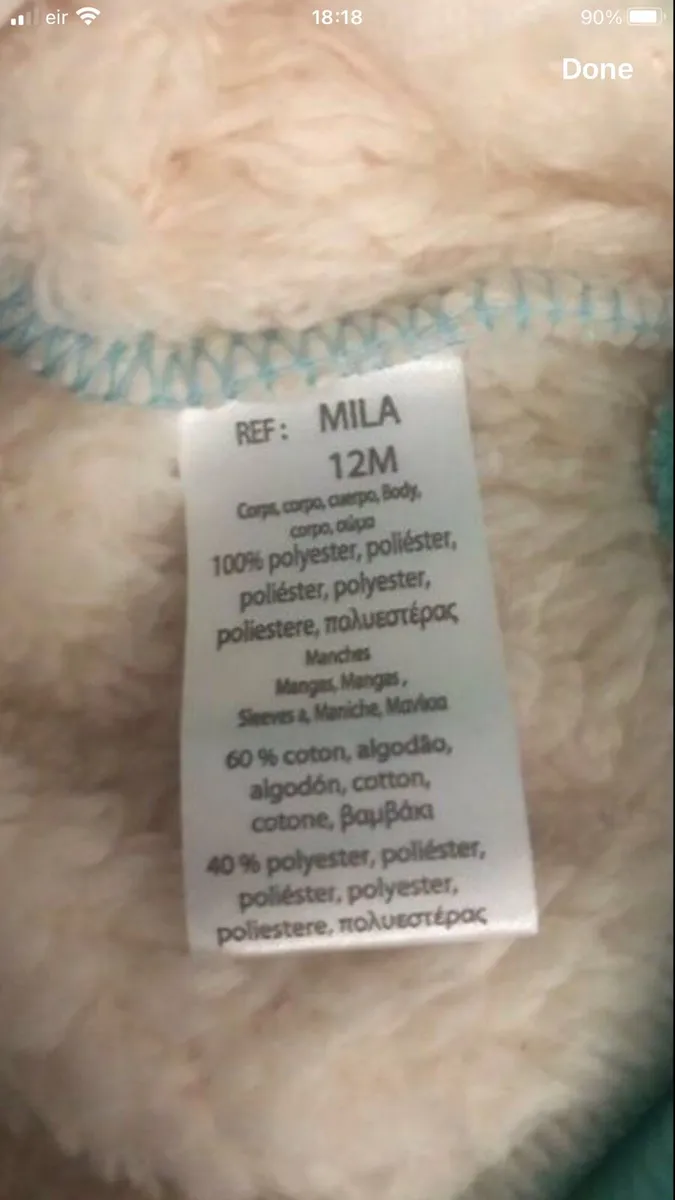 eir 18:18 90%
Done
REF: MILA
12M
Corps, corpo, cuerpo, Body,
corpo, σώμα
100% polyester, poliéster,
poliéster, polyester,
poliestere, πολυεστέρας
Manches
Mangas, Mangas,
Sleeves a, Maniche, Μανίκια
60 % coton, algodão,
algodón, cotton,
cotone, βαμβάκι
40 % polyester, poliéster,
poliéster, polyester,
poliestere, πολυεστέρας